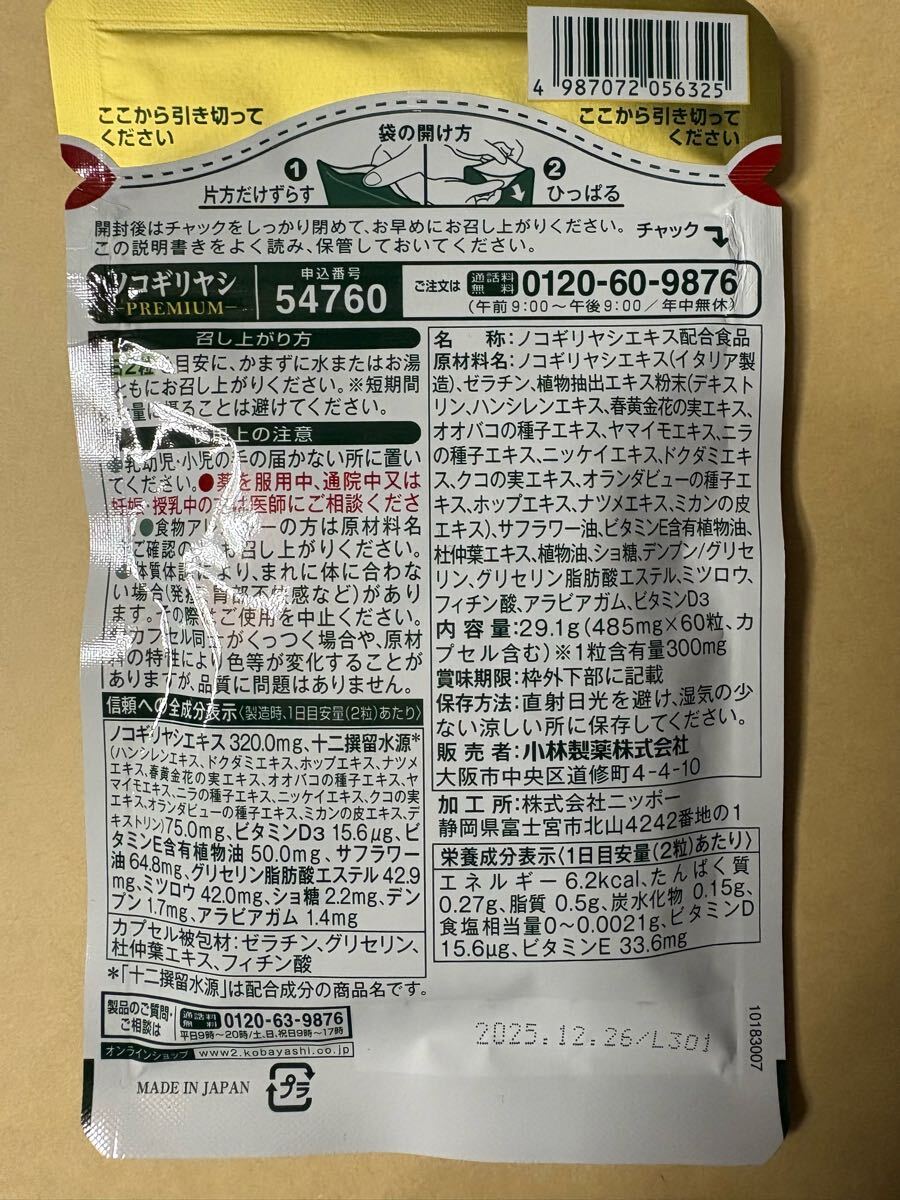 4 987072 056325
ここから引き切って
ください
ここから引き切って
ください
袋の開け方
1
片方だけずらす
2
ひっぱる
開封後はチャックをしっかり閉めて、お早めにお召し上がりください。
この説明書きをよく読み、保管しておいてください。
チャック
ノコギリヤシ
PREMIUM
申込番号
54760
ご注文は
通話料
無料
0120-60-9876
(午前9:00〜午後9:00/年中無休)
召し上がり方
目安に、かまずに水またはお湯
ともにお召し上がりください。※短期間
摂ることは避けてください。
上の注意
乳幼児・小児の手の届かない所に置い
てください。●薬を服用中、通院中又は
妊娠・授乳中の方は医師にご相談くださ
●食物アレルギーの方は原材料名
ご確認の お召し上がりください。
体質 により、まれに体に合わな
い場合(発疹、胃部不快感など)があり
ます。その際はご使用を中止ください。
カプセル同士がくっつく場合や、原材
料の特性により色等が変化することが
ありますが、品質に問題はありません。
信頼への全成分表示〈製造時、1日目安量(2粒)あたり〉
ノコギリヤシエキス 320.0mg、十二撰留水源*
(ハンシレンエキス、ドクダミエキス、ホップエキス、ナツメ
エキス、春黄金花の実エキス、オオバコの種子エキス、ヤ
マイモエキス、ニラの種子エキス、ニッケイエキス、クコの実
エキス、オランダビューの種子エキス、ミカンの皮エキス、デ
キストリン)75.0mg、ビタミンD3 15.6μg、ビ
タミンE含有植物油 50.0mg、サフラワー
油 64.8mg、グリセリン脂肪酸エステル 42.9
mg、ミツロウ 42.0mg、ショ糖 2.2mg、デン
プン 1.7mg、アラビアガム 1.4mg
カプセル被包材:ゼラチン、グリセリン、
杜仲葉エキス、フィチン酸
*「十二撰留水源」は配合成分の商品名です。
製品のご質問・
ご相談は
通話料
無料
0120-63-9876
平日9時〜20時/土、日、祝日9時〜17時
オンラインショップ www2.kobayashi.co.jp
MADE IN JAPAN
プラ
名 称:ノコギリヤシエキス配合食品
原材料名:ノコギリヤシエキス(イタリア製
造)、ゼラチン、植物抽出エキス粉末(デキスト
リン、ハンシレンエキス、春黄金花の実エキス、
オオバコの種子エキス、ヤマイモエキス、ニラ
の種子エキス、ニッケイエキス、ドクダミエキ
ス、クコの実エキス、オランダビューの種子エキ
ス、ホップエキス、ナツメエキス、ミカンの皮
エキス)、サフラワー油、ビタミンE含有植物油、
杜仲葉エキス、植物油、ショ糖、デンプン/グリセ
リン、グリセリン脂肪酸エステル、ミツロウ、
フィチン酸、アラビアガム、ビタミンD3
内容量:29.1g(485mg×60粒、カ
プセル含む)※1粒含有量300mg
賞味期限:枠外下部に記載
保存方法:直射日光を避け、湿気の少
ない涼しい所に保存してください。
販売者:小林製薬株式会社
大阪市中央区道修町4-4-10
加工所:株式会社ニッポー
静岡県富士宮市北山4242番地の1
栄養成分表示〈1日目安量(2粒)あたり〉
エネルギー 6.2kcal、たんぱく質
0.27g、脂質 0.5g、炭水化物 0.15g、
食塩相当量0〜0.0021g、ビタミンD
15.6μg、ビタミンE 33.6mg
2025.12.26/L301
10183007